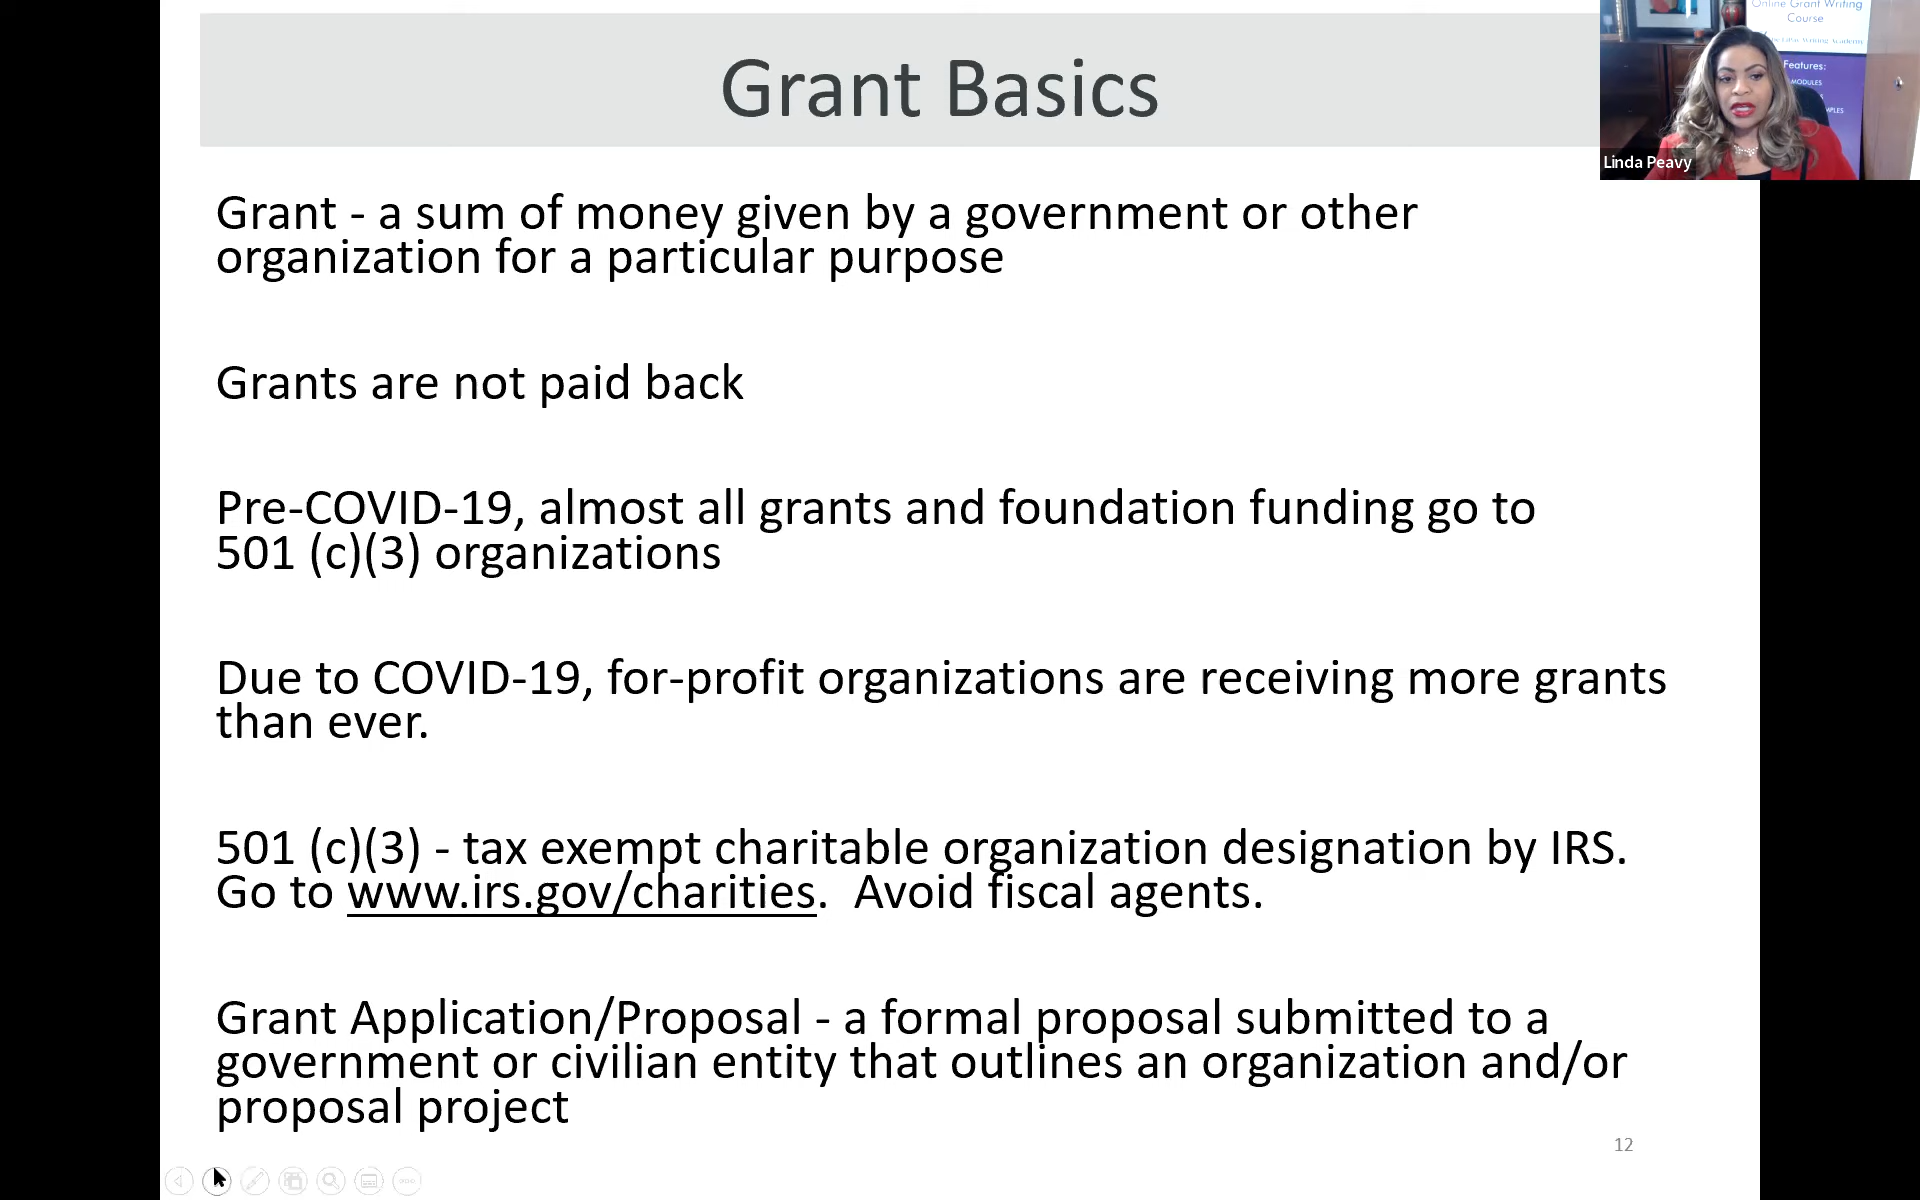 Grant Basics
Online Grant Writing
Course
Writing Academy
Features:
MODULES
Linda Peavy
Grant - a sum of money given by a government or other
organization for a particular purpose
Grants are not paid back
Pre-COVID-19, almost all grants and foundation funding go to
501 (c)(3) organizations
Due to COVID-19, for-profit organizations are receiving more grants
than ever.
501 (c)(3) - tax exempt charitable organization designation by IRS.
Go to www.irs.gov/charities.  Avoid fiscal agents.
Grant Application/Proposal - a formal proposal submitted to a
government or civilian entity that outlines an organization and/or
proposal project
12